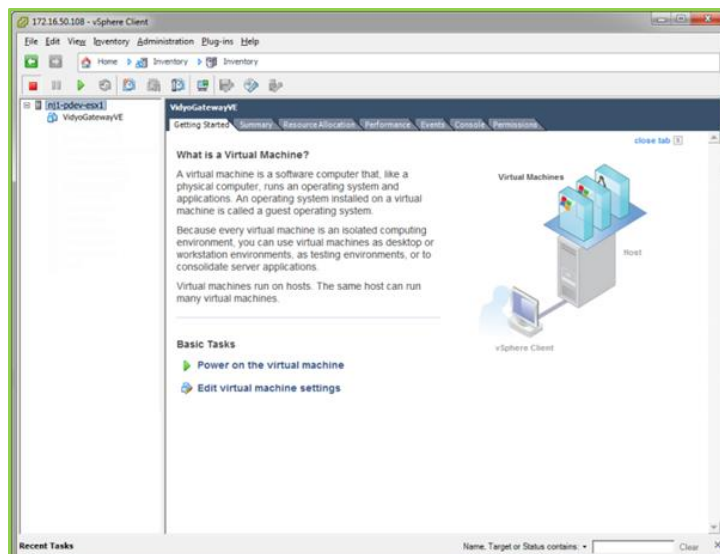 172.16.50.108 - vSphere Client
File Edit View Inventory Administration Plug-ins Help
Home Inventory Inventory
nj1-pdev-esx1
VidyoGatewayVE
VidyoGatewayVE
Getting Started Summary Resource Allocation Performance Events Console Permissions
close tab
What is a Virtual Machine?
A virtual machine is a software computer that, like a
physical computer, runs an operating system and
applications. An operating system installed on a virtual
machine is called a guest operating system.
Because every virtual machine is an isolated computing
environment, you can use virtual machines as desktop or
workstation environments, as testing environments, or to
consolidate server applications.
Virtual machines run on hosts. The same host can run
many virtual machines.
Virtual Machines
Host
vSphere Client
Basic Tasks
Power on the virtual machine
Edit virtual machine settings
Recent Tasks
Name, Target or Status contains:
Clear